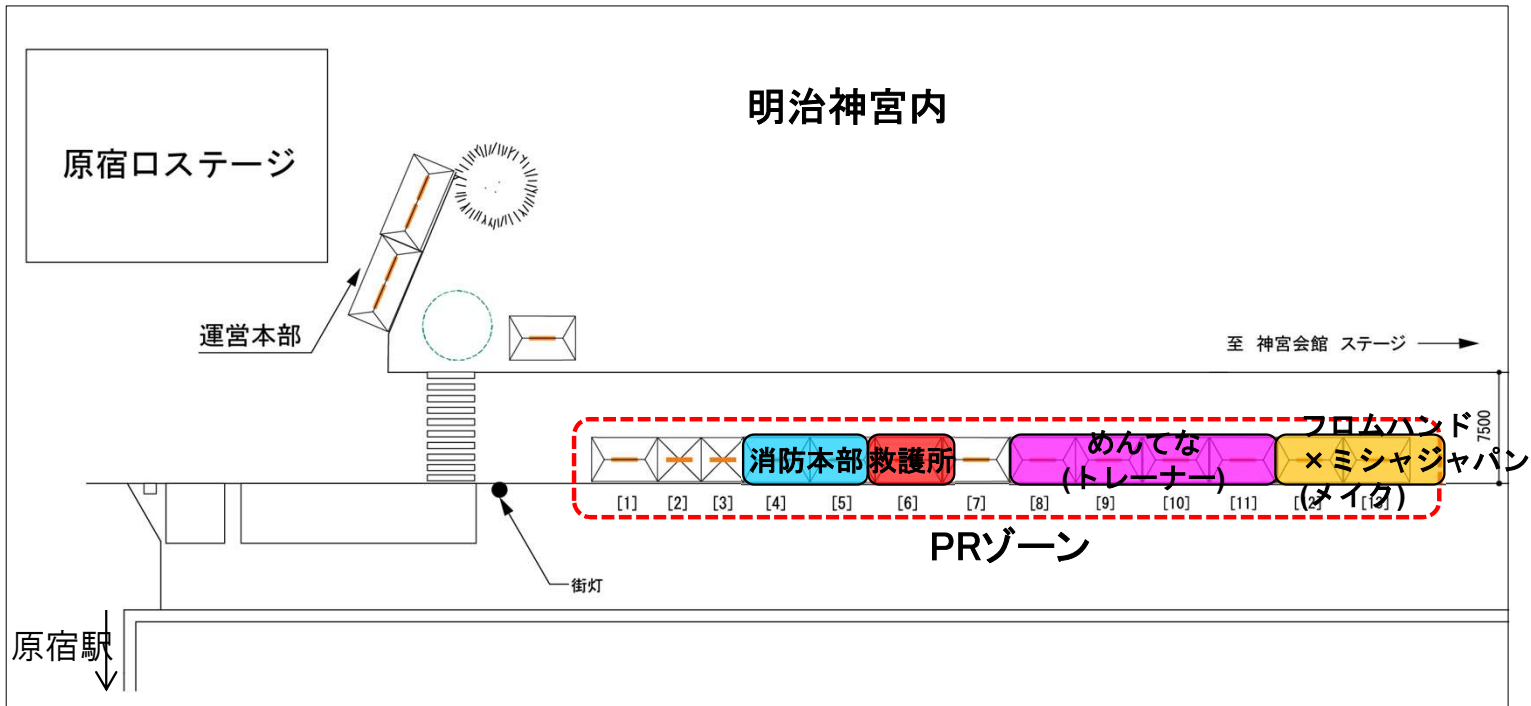 明治神宮内
原宿口ステージ
運営本部
至 神宮会館 ステージ
7500
フロムハンド
×ミシャジャパン
(メイク)
めんてな
(トレーナー)
消防本部
救護所
[1] [2] [3] [4] [5] [6] [7] [8] [9] [10] [11] [12] [13]
PRゾーン
街灯
原宿駅